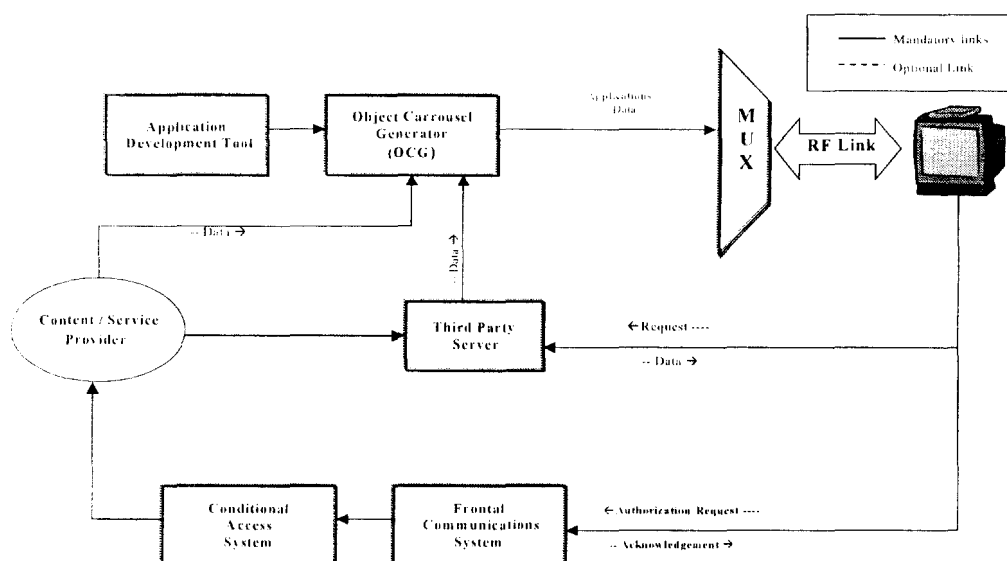 Mandatory links
Optional Link
Application
Development Tool
Object Carrousel
Generator
(OCG)
Applications
Data
MUX
RF Link
-- Data →
-- Data →
Content / Service
Provider
Third Party
Server
← Request ----
-- Data →
Conditional
Access
System
Frontal
Communications
System
← Authorization Request ----
-- Acknowledgement →